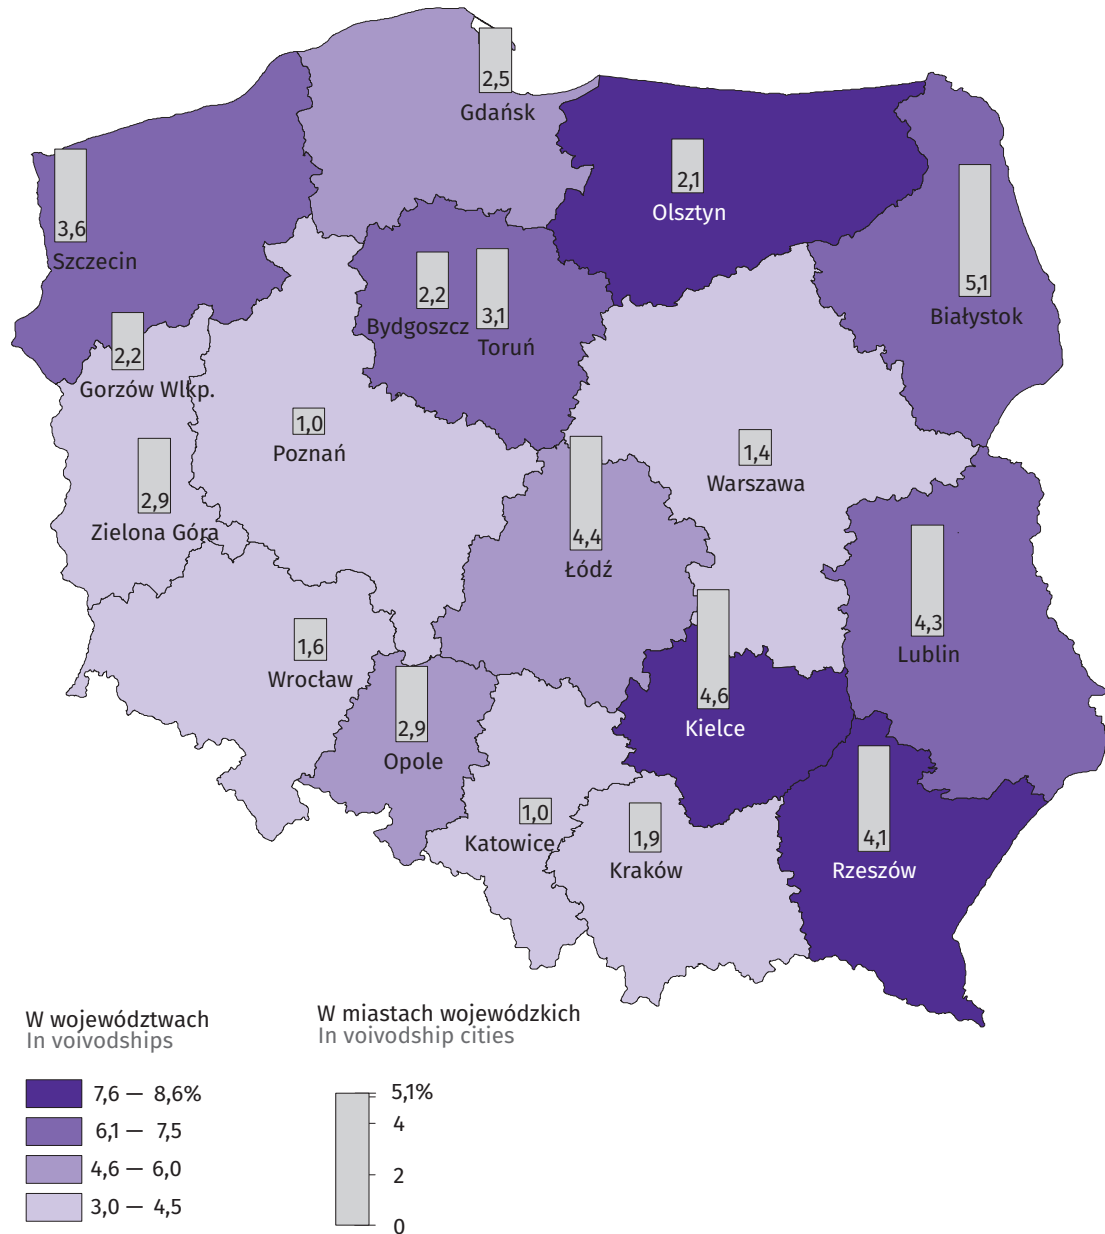 2,5
Gdańsk
2,1
Olsztyn
3,6
Szczecin
5,1
Białystok
2,2
Bydgoszcz
3,1
Toruń
2,2
Gorzów Wlkp.
1,0
Poznań
1,4
Warszawa
2,9
Zielona Góra
4,4
Łódź
4,3
Lublin
1,6
Wrocław
4,6
Kielce
2,9
Opole
1,0
Katowice
1,9
Kraków
4,1
Rzeszów
W województwach
In voivodships
7,6 — 8,6%
6,1 — 7,5
4,6 — 6,0
3,0 — 4,5
W miastach wojewódzkich
In voivodship cities
5,1%
4
2
0